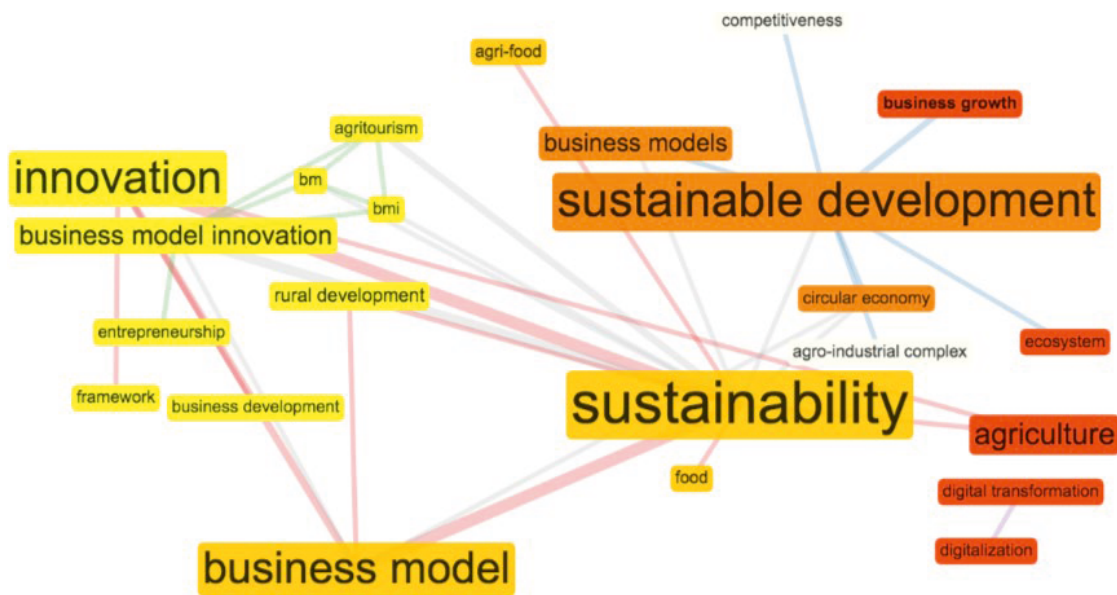 competitiveness
agri-food
business growth
agritourism
business models
innovation
bm
sustainable development
bmi
business model innovation
rural development
circular economy
entrepreneurship
ecosystem
agro-industrial complex
framework
business development
sustainability
agriculture
food
digital transformation
digitalization
business model